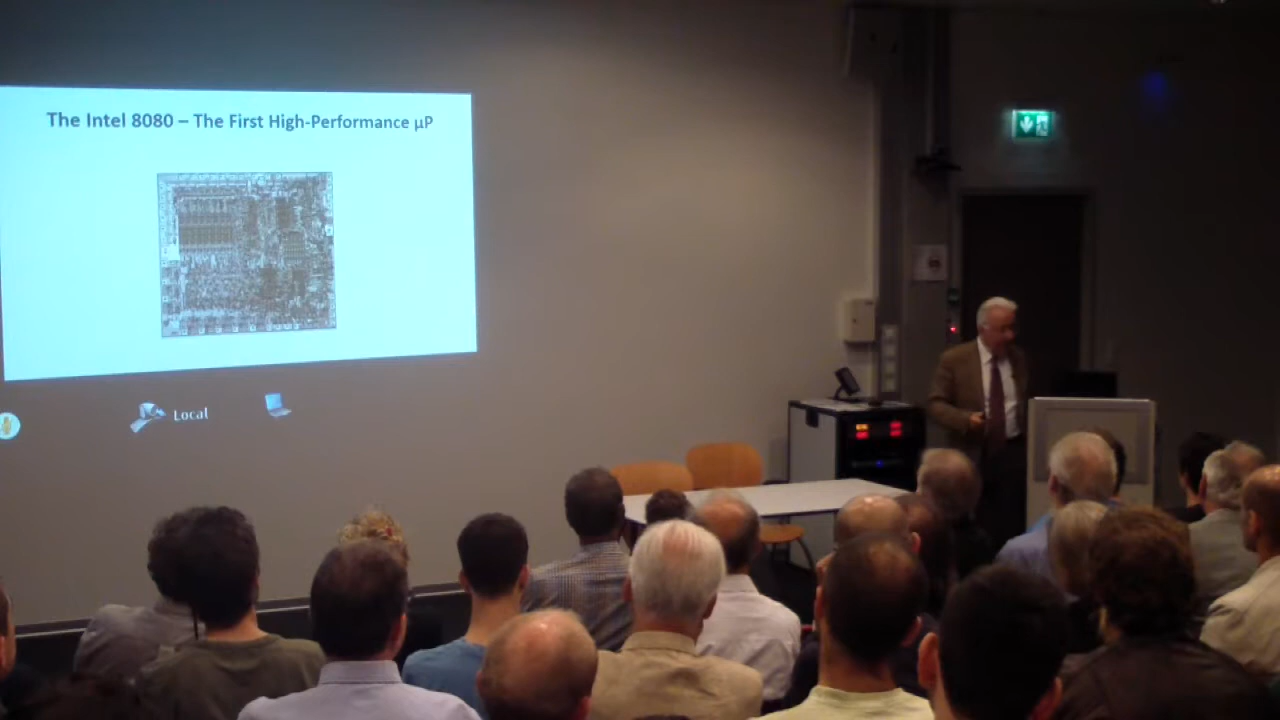 The Intel 8080 – The First High-Performance µP
Local